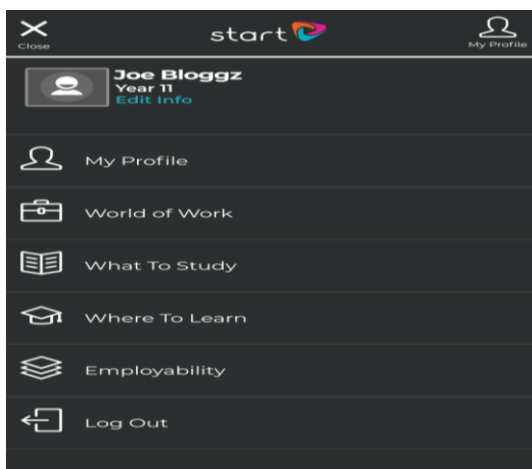 Close
start
My Profile
Joe Bloggz
Year 11
Edit Info
My Profile
World of Work
What To Study
Where To Learn
Employability
Log Out